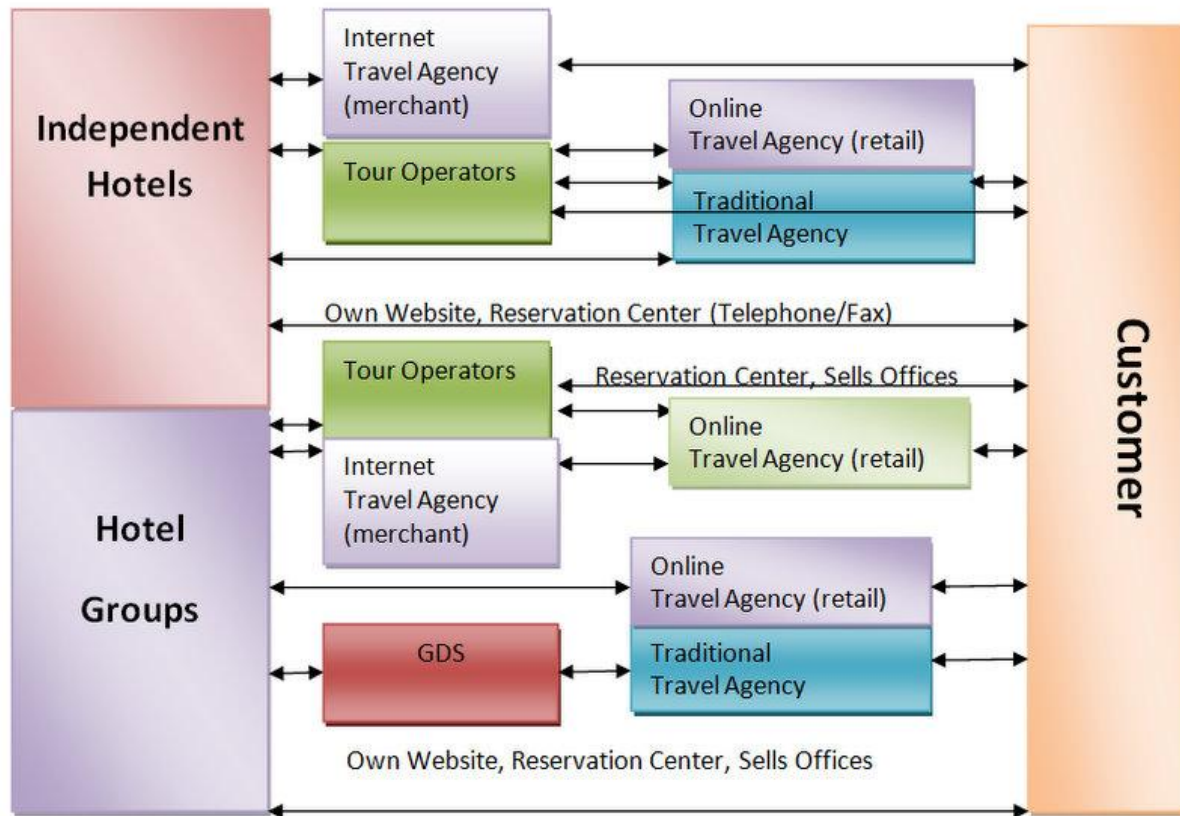 Independent
Hotels
Internet
Travel Agency
(merchant)
Online
Travel Agency (retail)
Tour Operators
Traditional
Travel Agency
Own Website, Reservation Center (Telephone/Fax)
Tour Operators
Reservation Center, Sells Offices
Online
Travel Agency (retail)
Internet
Travel Agency
(merchant)
Hotel
Groups
Online
Travel Agency (retail)
GDS
Traditional
Travel Agency
Own Website, Reservation Center, Sells Offices
Customer